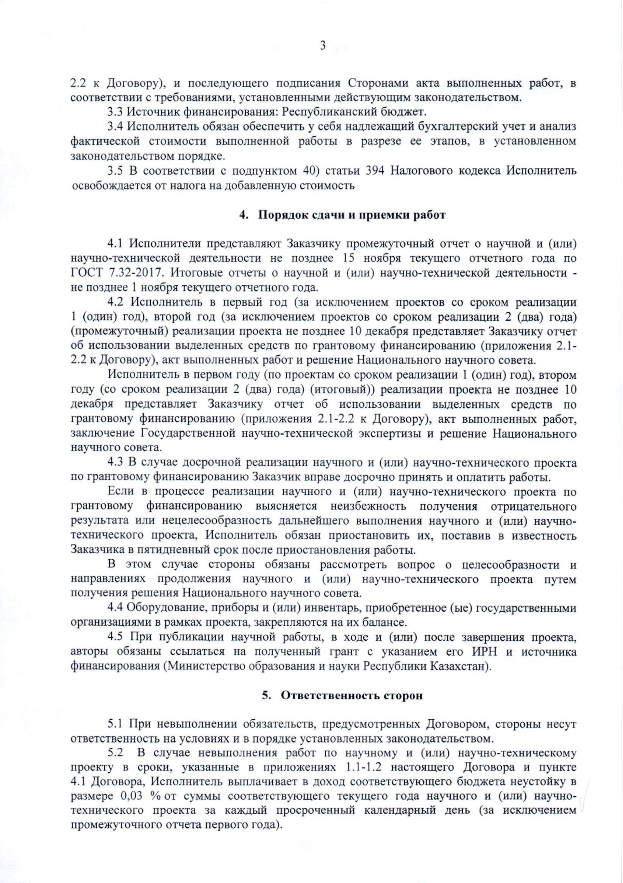 3
2.2 к Договору), и последующего подписания Сторонами акта выполненных работ, в
соответствии с требованиями, установленными действующим законодательством.
3.3 Источник финансирования: Республиканский бюджет.
3.4 Исполнитель обязан обеспечить у себя надлежащий бухгалтерский учет и анализ
фактической стоимости выполненной работы в разрезе ее этапов, в установленном
законодательством порядке.
3.5 В соответствии с подпунктом 40) статьи 394 Налогового кодекса Исполнитель
освобождается от налога на добавленную стоимость
4. Порядок сдачи и приемки работ
4.1 Исполнители представляют Заказчику промежуточный отчет о научной и (или)
научно-технической деятельности не позднее 15 ноября текущего отчетного года по
ГОСТ 7.32-2017. Итоговые отчеты о научной и (или) научно-технической деятельности -
не позднее 1 ноября текущего отчетного года.
4.2 Исполнитель в первый год (за исключением проектов со сроком реализации
1 (один) год), второй год (за исключением проектов со сроком реализации 2 (два) года)
(промежуточный) реализации проекта не позднее 10 декабря представляет Заказчику отчет
об использовании выделенных средств по грантовому финансированию (приложения 2.1-
2.2 к Договору), акт выполненных работ и решение Национального научного совета.
Исполнитель в первом году (по проектам со сроком реализации 1 (один) год), втором
году (со сроком реализации 2 (два) года) (итоговый)) реализации проекта не позднее 10
декабря представляет Заказчику отчет об использовании выделенных средств по
грантовому финансированию (приложения 2.1-2.2 к Договору), акт выполненных работ,
заключение Государственной научно-технической экспертизы и решение Национального
научного совета.
4.3 В случае досрочной реализации научного и (или) научно-технического проекта
по грантовому финансированию Заказчик вправе досрочно принять и оплатить работы.
Если в процессе реализации научного и (или) научно-технического проекта по
грантовому финансированию выясняется неизбежность получения отрицательного
результата или нецелесообразность дальнейшего выполнения научного и (или) научно-
технического проекта, Исполнитель обязан приостановить их, поставив в известность
Заказчика в пятидневный срок после приостановления работы.
В этом случае стороны обязаны рассмотреть вопрос о целесообразности и
направлениях продолжения научного и (или) научно-технического проекта путем
получения решения Национального научного совета.
4.4 Оборудование, приборы и (или) инвентарь, приобретенное (ые) государственными
организациями в рамках проекта, закрепляются на их балансе.
4.5 При публикации научной работы, в ходе и (или) после завершения проекта,
авторы обязаны ссылаться на полученный грант с указанием его ИРН и источника
финансирования (Министерство образования и науки Республики Казахстан).
5. Ответственность сторон
5.1 При невыполнении обязательств, предусмотренных Договором, стороны несут
ответственность на условиях и в порядке установленных законодательством.
5.2 В случае невыполнения работ по научному и (или) научно-техническому
проекту в сроки, указанные в приложениях 1.1-1.2 настоящего Договора и пункте
4.1 Договора, Исполнитель выплачивает в доход соответствующего бюджета неустойку в
размере 0,03 % от суммы соответствующего текущего года научного и (или) научно-
технического проекта за каждый просроченный календарный день (за исключением
промежуточного отчета первого года).